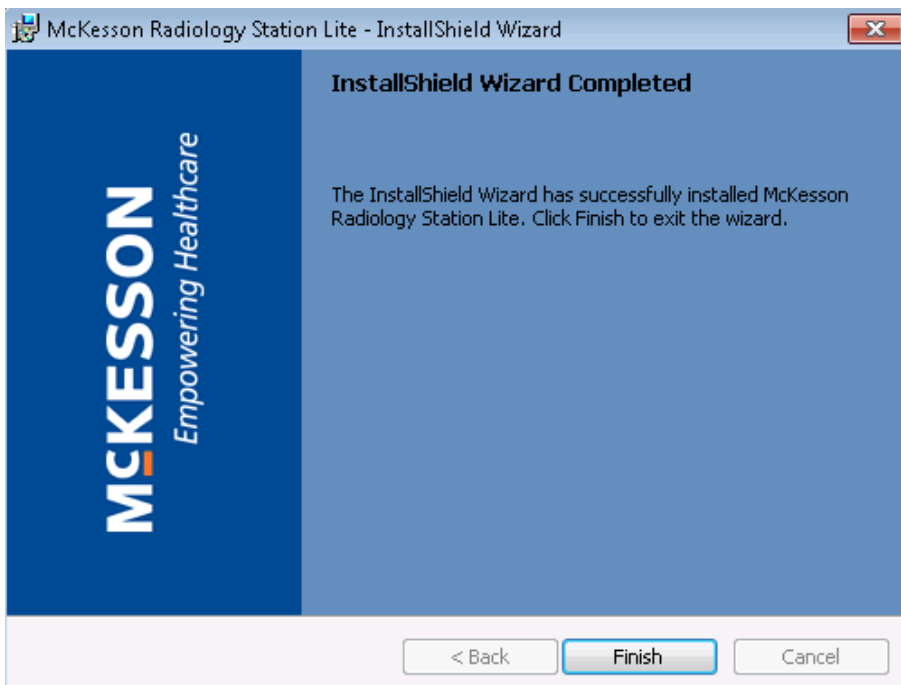 McKesson Radiology Station Lite - InstallShield Wizard
InstallShield Wizard Completed
The InstallShield Wizard has successfully installed McKesson
Radiology Station Lite. Click Finish to exit the wizard.
MCKESSON
Empowering Healthcare
< Back
Finish
Cancel